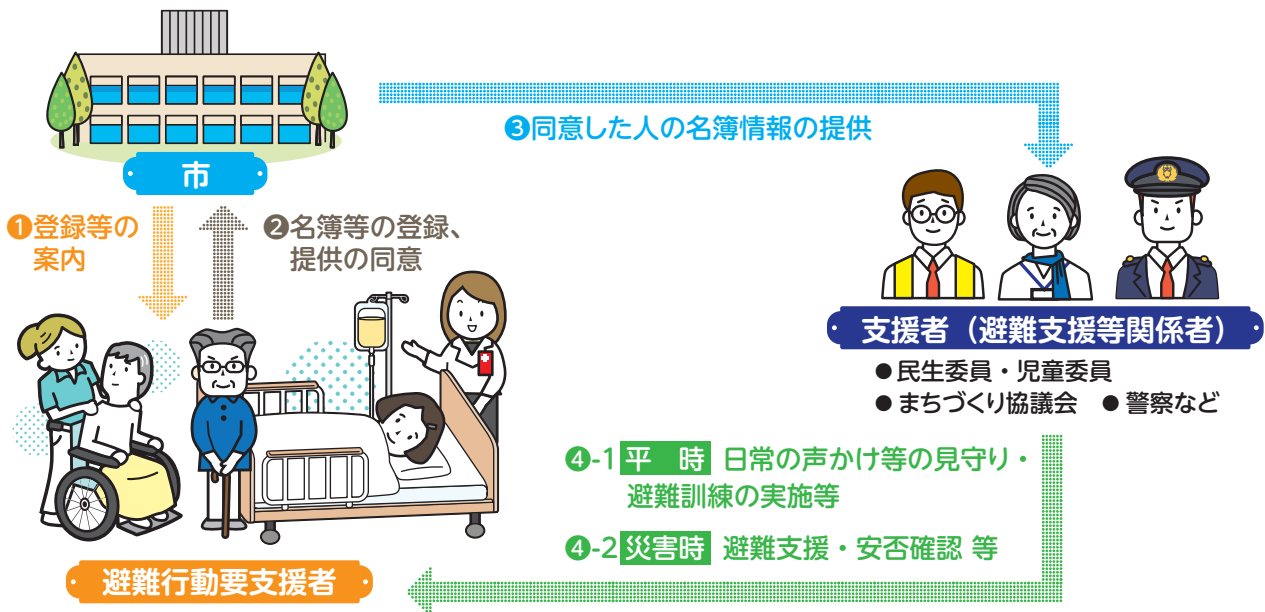 ❸同意した人の名簿情報の提供
市
❶登録等の
案内
❷名簿等の登録、
提供の同意
支援者（避難支援等関係者）
●民生委員・児童委員
●まちづくり協議会 ●警察など
❹-1 平 時 日常の声かけ等の見守り・
避難訓練の実施等
❹-2 災害時 避難支援・安否確認 等
避難行動要支援者